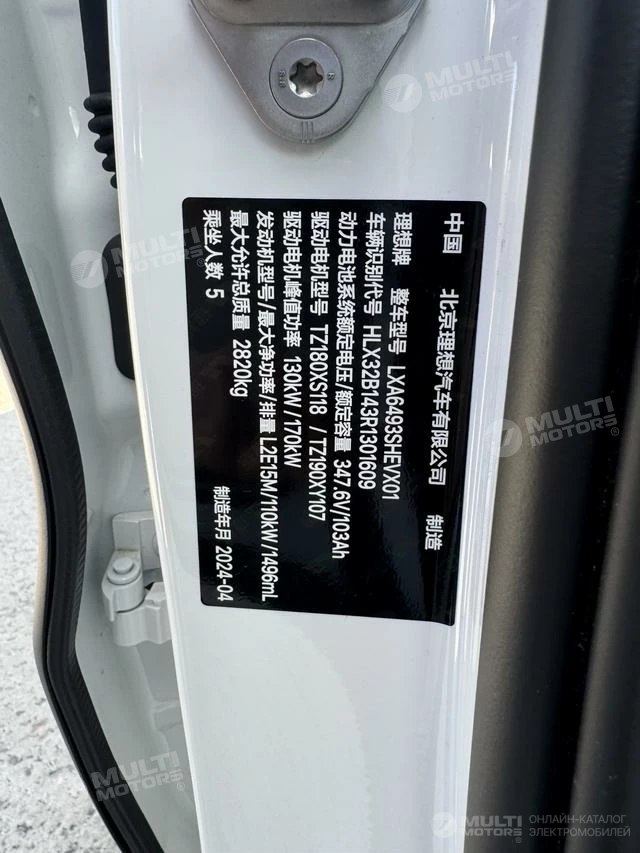 中国 北京理想汽车有限公司 制造
理想牌 整车型号 LXA6493SHEVX01
车辆识别代号 HLX32B143R1301609
动力电池系统额定电压/额定容量 347.6V/103Ah
驱动电机型号 TZ180XS118 / TZ190XY107
驱动电机峰值功率 130kW/170kW
发动机型号/最大净功率/排量 L2E15M/110kW/1496mL
最大允许总质量 2820kg
乘坐人数 5 制造年月 2024-04
MULTI MOTORS
MULTI MOTORS
MULTI MOTORS
MULTI MOTORS
MULTI MOTORS ОНЛАЙН-КАТАЛОГ
ЭЛЕКТРОМОБИЛЕЙ